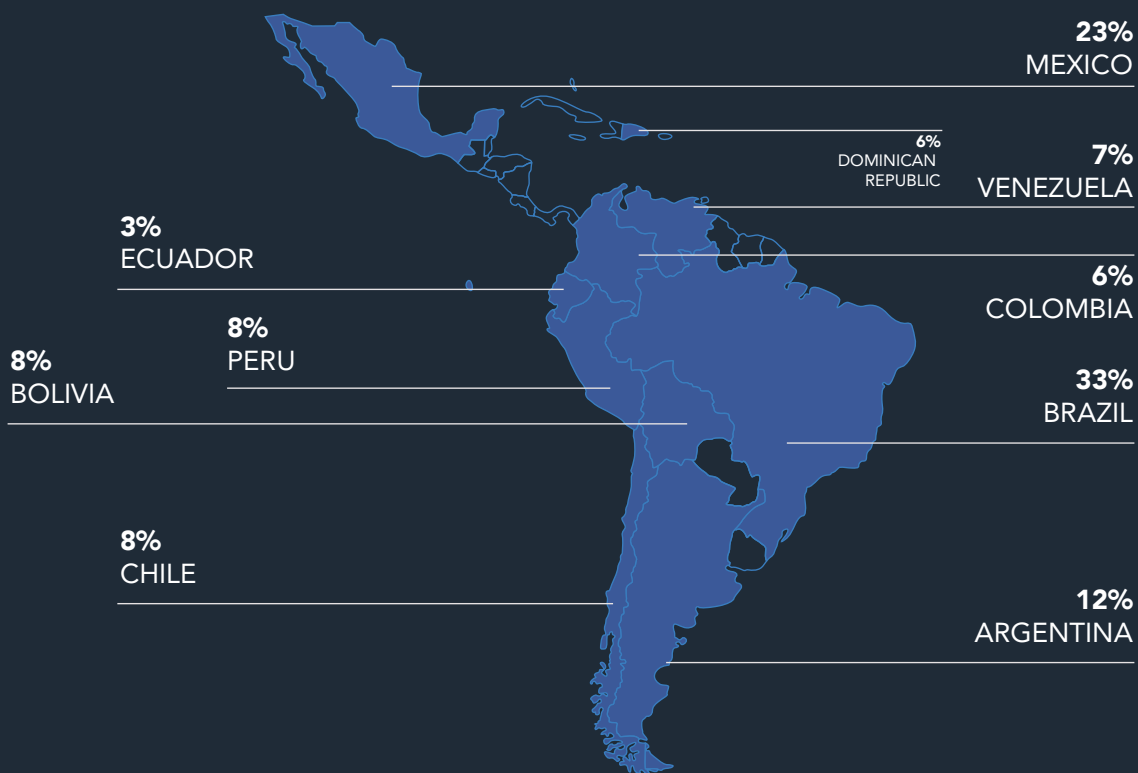 23%
MEXICO
6%
DOMINICAN
REPUBLIC
7%
VENEZUELA
3%
ECUADOR
6%
COLOMBIA
8%
PERU
8%
BOLIVIA
33%
BRAZIL
8%
CHILE
12%
ARGENTINA